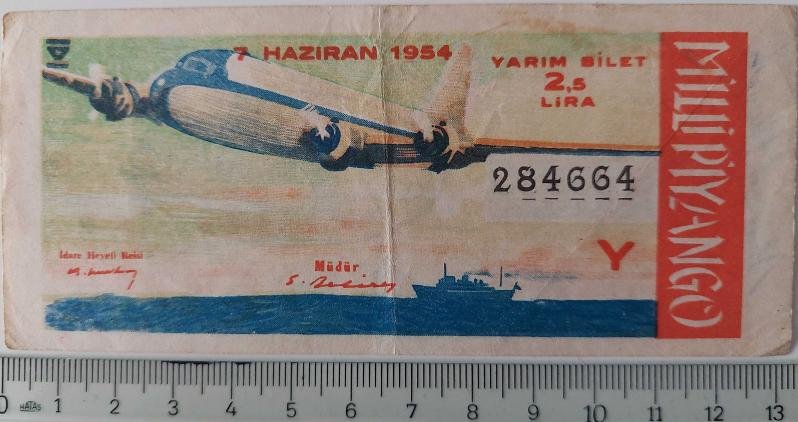 7 HAZİRAN 1954
YARIM BİLET
2,5
LİRA
MİLLİ PİYANGO
284664
Y
İdare Heyeti Reisi
Müdür
0 HATAŞ 1 2 3 4 5 6 7 8 9 10 11 12 13